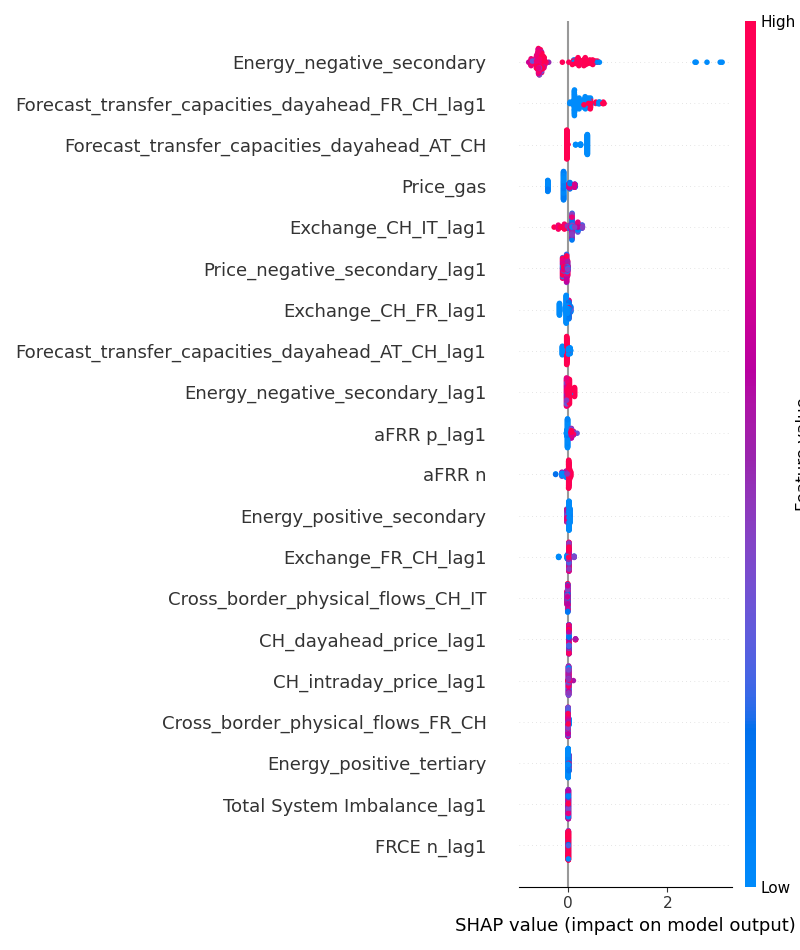 High
Energy_negative_secondary
Forecast_transfer_capacities_dayahead_FR_CH_lag1
Forecast_transfer_capacities_dayahead_AT_CH
Price_gas
Exchange_CH_IT_lag1
Price_negative_secondary_lag1
Exchange_CH_FR_lag1
Forecast_transfer_capacities_dayahead_AT_CH_lag1
Energy_negative_secondary_lag1
aFRR p_lag1
aFRR n
Energy_positive_secondary
Exchange_FR_CH_lag1
Cross_border_physical_flows_CH_IT
CH_dayahead_price_lag1
CH_intraday_price_lag1
Cross_border_physical_flows_FR_CH
Energy_positive_tertiary
Total System Imbalance_lag1
FRCE n_lag1
Low
0 2
SHAP value (impact on model output)